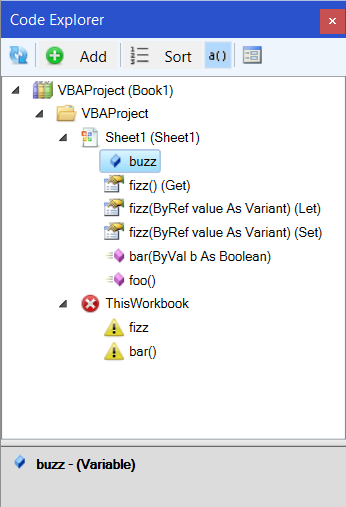 Code Explorer
Add Sort a()
VBAProject (Book1)
VBAProject
Sheet1 (Sheet1)
buzz
fizz() (Get)
fizz(ByRef value As Variant) (Let)
fizz(ByRef value As Variant) (Set)
bar(ByVal b As Boolean)
foo()
ThisWorkbook
fizz
bar()
buzz - (Variable)